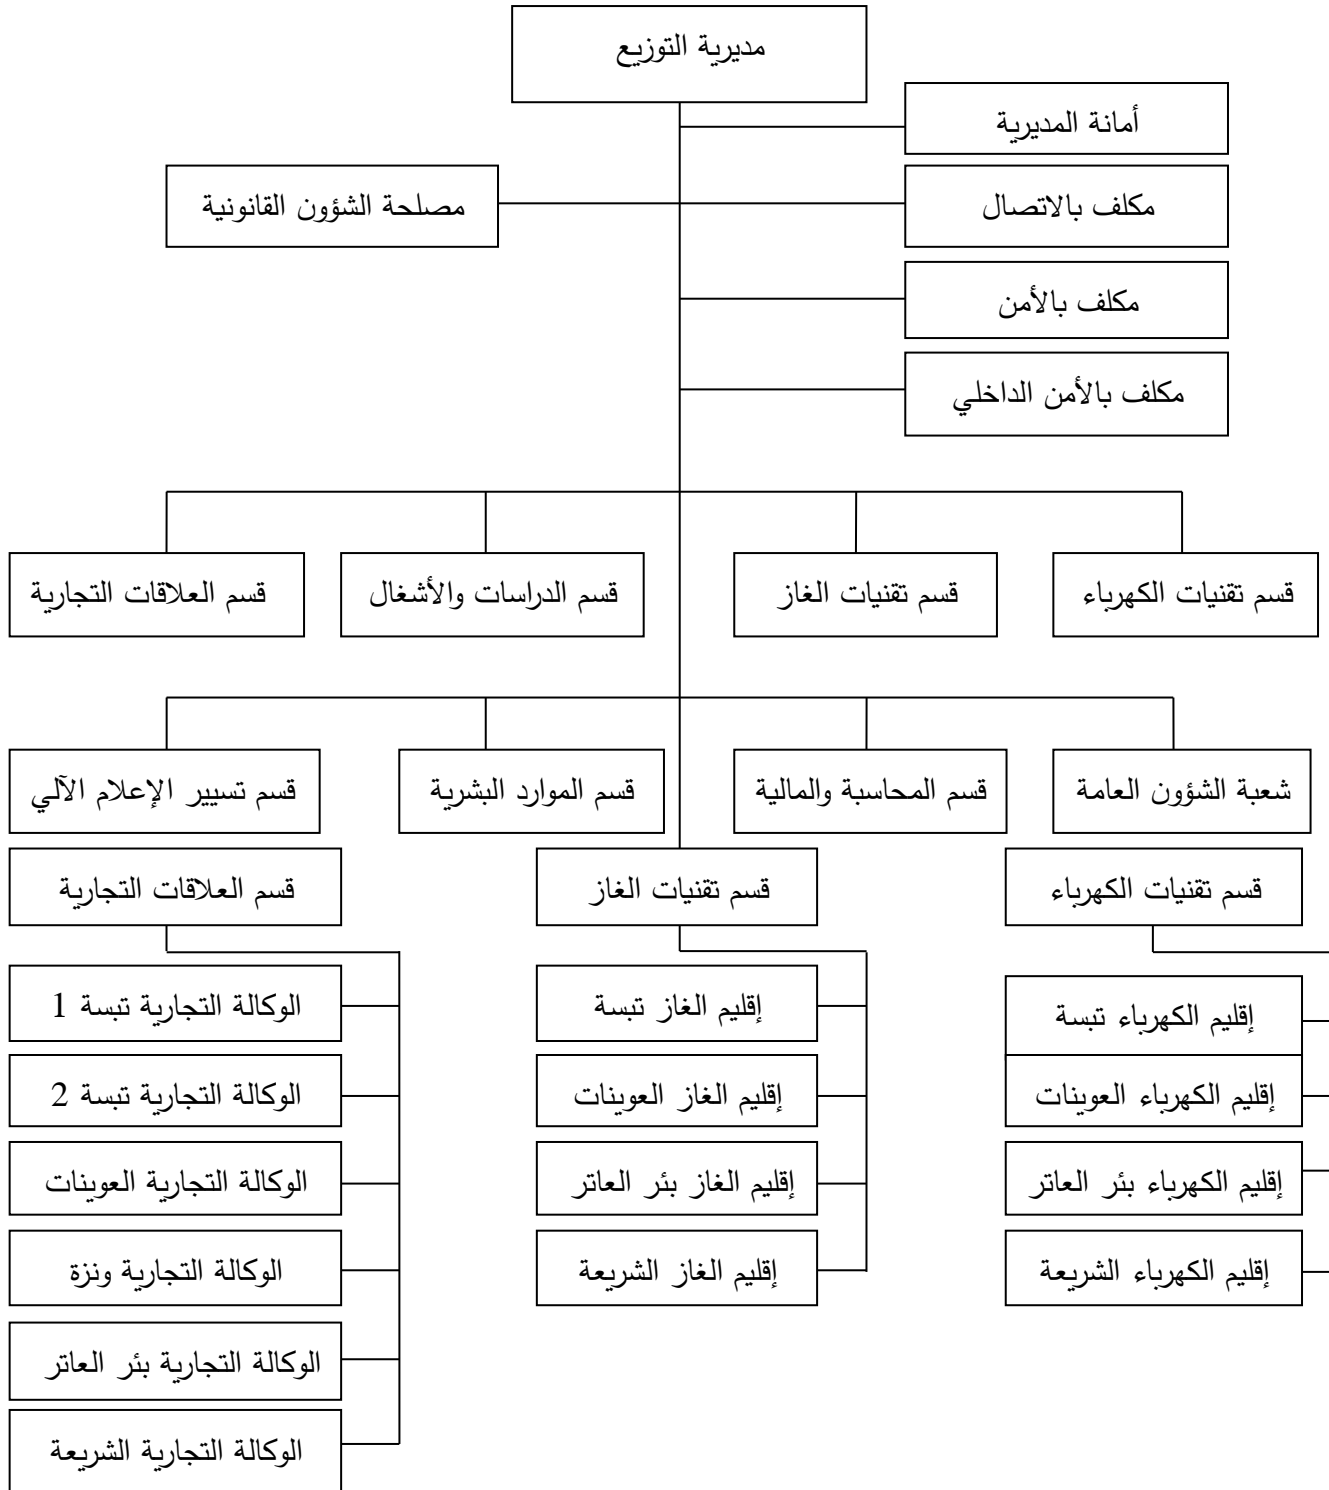 مديرية التوزيع
أمانة المديرية
مكلف بالاتصال
مصلحة الشؤون القانونية
مكلف بالأمن
مكلف بالأمن الداخلي
قسم تقنيات الكهرباء
قسم تقنيات الغاز
قسم الدراسات والأشغال
قسم العلاقات التجارية
شعبة الشؤون العامة
قسم المحاسبة والمالية
قسم الموارد البشرية
قسم تسيير الإعلام الآلي
قسم تقنيات الكهرباء
قسم تقنيات الغاز
قسم العلاقات التجارية
إقليم الكهرباء تبسة
إقليم الكهرباء العوينات
إقليم الكهرباء بئر العاتر
إقليم الكهرباء الشريعة
إقليم الغاز تبسة
إقليم الغاز العوينات
إقليم الغاز بئر العاتر
إقليم الغاز الشريعة
الوكالة التجارية تبسة 1
الوكالة التجارية تبسة 2
الوكالة التجارية العوينات
الوكالة التجارية ونزة
الوكالة التجارية بئر العاتر
الوكالة التجارية الشريعة